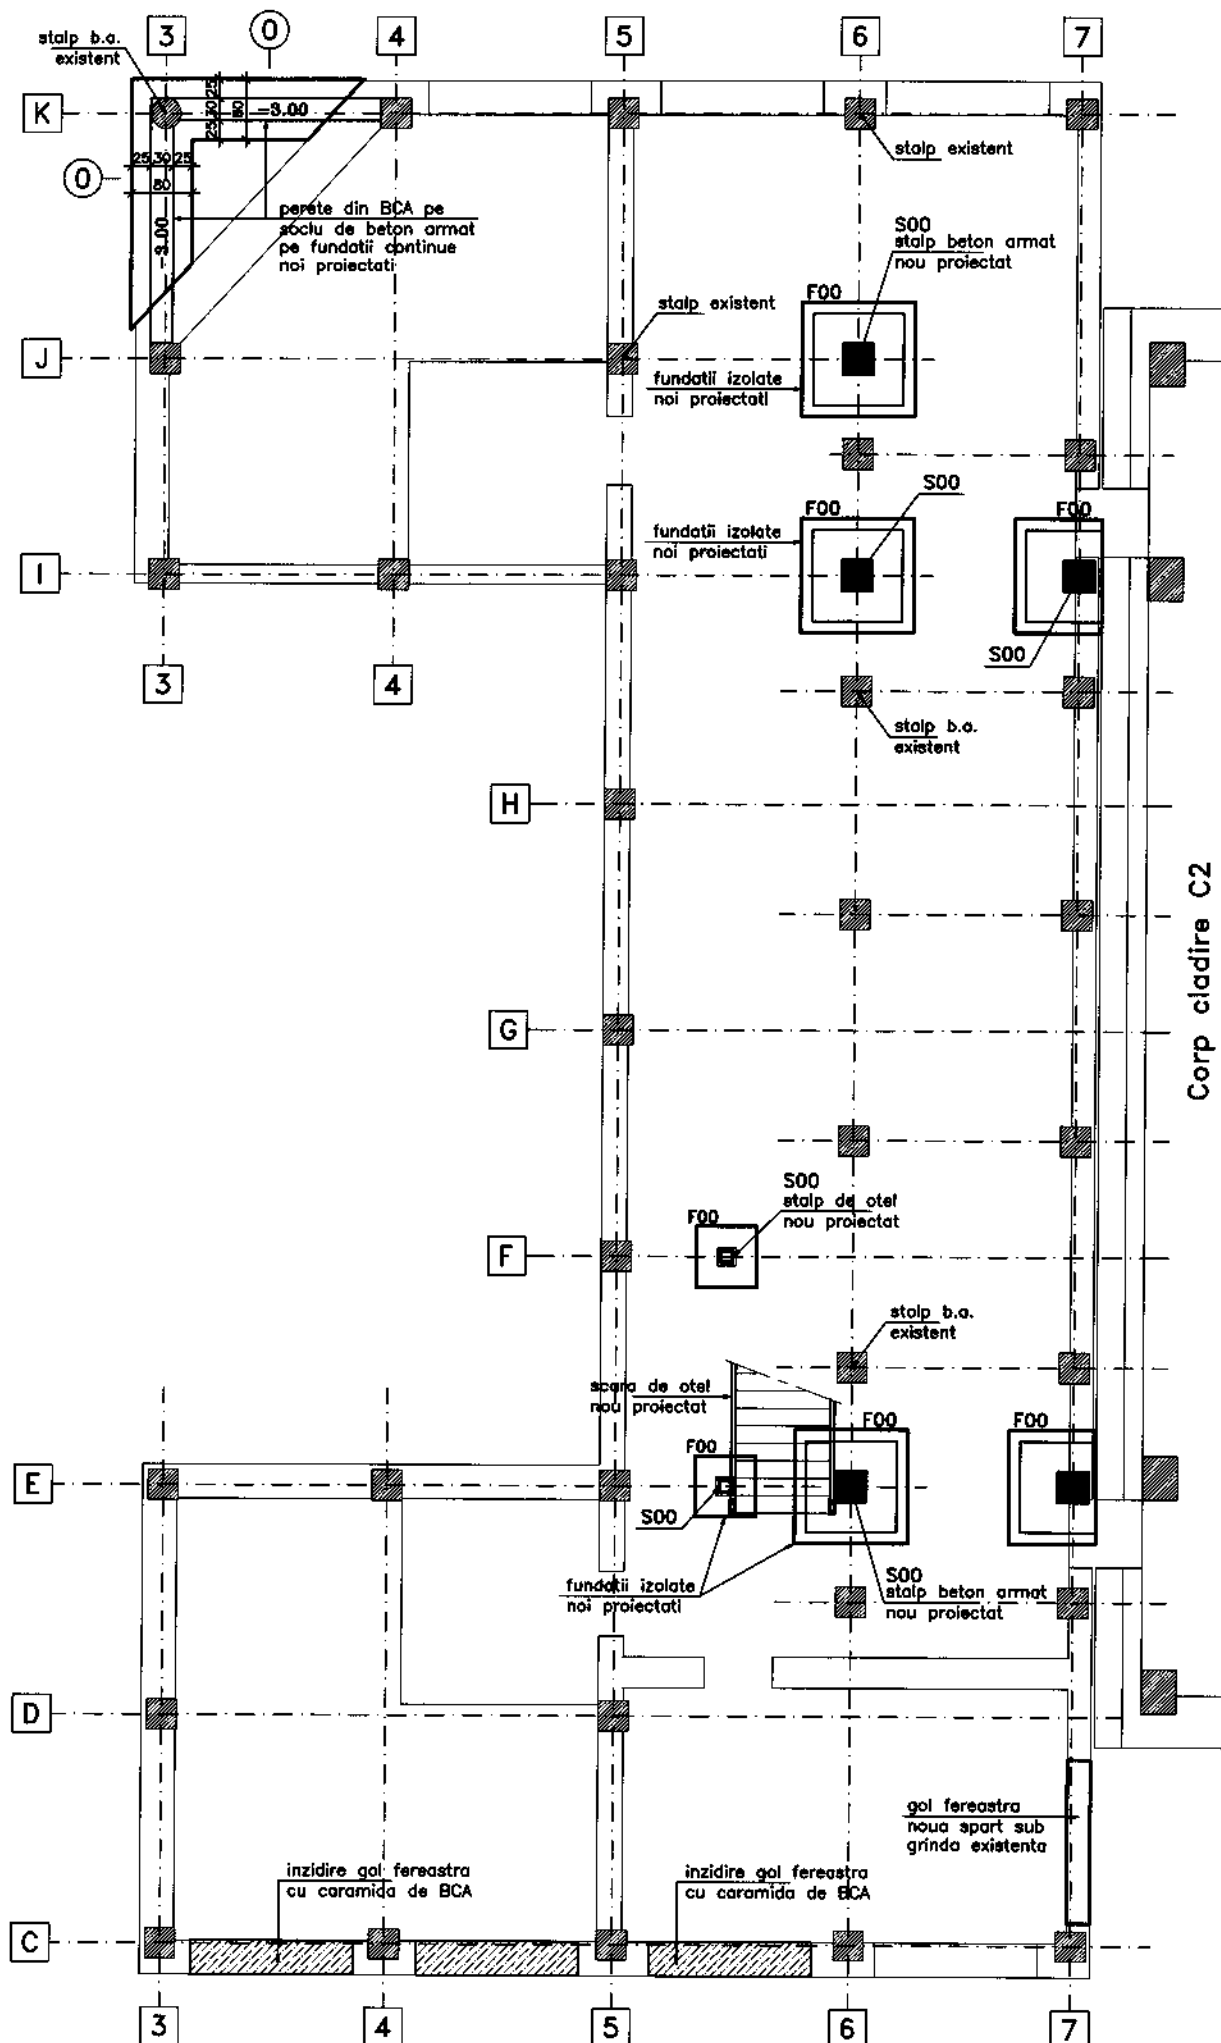 3
0
4
5
6
7
stalp b.a.
existent
K
25
30
25
80
-3.00
0
25 30 25
80
-3.00
stalp existent
perete din BCA pe
soclu de beton armat
pe fundatii continue
noi proiectati
S00
stalp beton armat
nou proiectat
F00
stalp existent
J
fundatii izolate
noi proiectati
S00
F00
F00
fundatii izolate
noi proiectati
I
S00
3
4
stalp b.a.
existent
H
Corp cladire C2
G
S00
stalp de otel
nou proiectat
F00
F
stalp b.a.
existent
scara de otel
nou proiectat
F00
F00
F00
E
S00
fundatii izolate
noi proiectati
S00
stalp beton armat
nou proiectat
D
gol fereastra
noua spart sub
grinda existenta
inzidire gol fereastra
cu caramida de BCA
inzidire gol fereastra
cu caramida de BCA
C
3
4
5
6
7